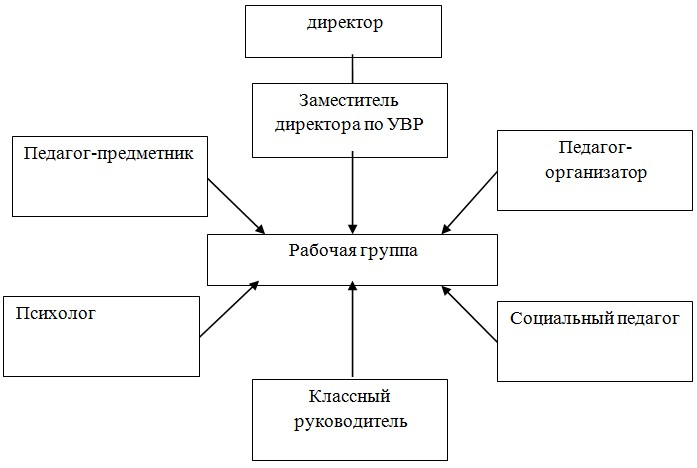 директор
Заместитель
директора по УВР
Педагог-предметник
Педагог-
организатор
Рабочая группа
Психолог
Социальный педагог
Классный
руководитель